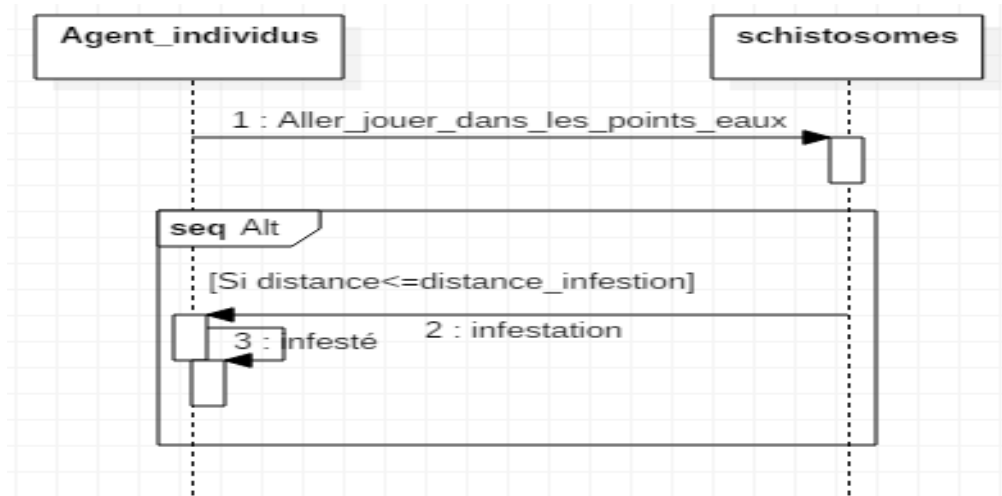 Agent_individus
schistosomes
1 : Aller_jouer_dans_les_points_eaux
seq Alt
[Si distance<=distance_infestion]
2 : infestation
3 : infesté